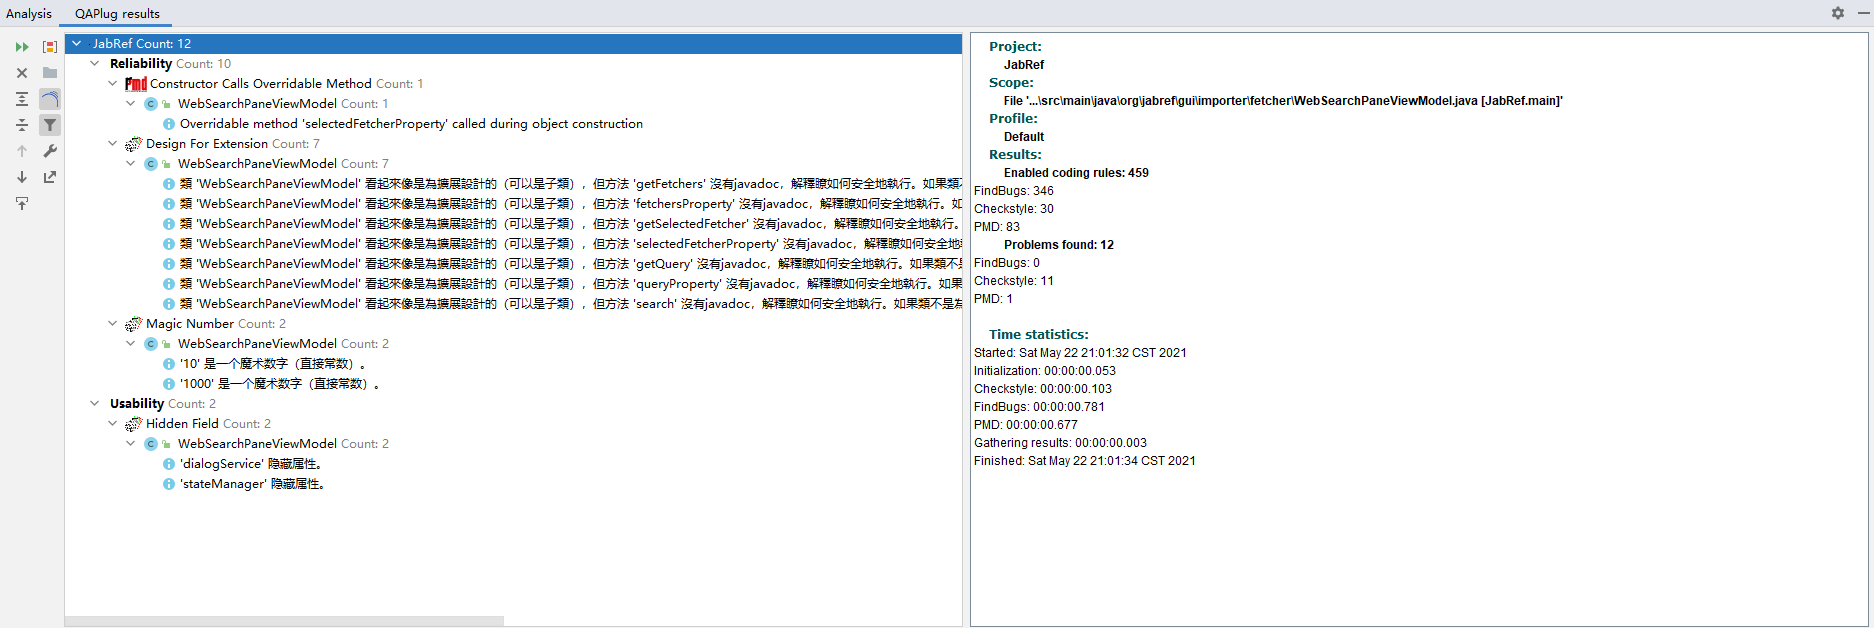 Analysis QAPlug results
JabRef Count: 12
Reliability Count: 10
pmd Constructor Calls Overridable Method Count: 1
C WebSearchPaneViewModel Count: 1
Overridable method 'selectedFetcherProperty' called during object construction
Design For Extension Count: 7
C WebSearchPaneViewModel Count: 7
類 'WebSearchPaneViewModel' 看起來像是為擴展設計的（可以是子類），但方法 'getFetchers' 沒有javadoc，解釋瞭如何安全地執行。如果類
類 'WebSearchPaneViewModel' 看起來像是為擴展設計的（可以是子類），但方法 'fetchersProperty' 沒有javadoc，解釋瞭如何安全地執行。如
類 'WebSearchPaneViewModel' 看起來像是為擴展設計的（可以是子類），但方法 'getSelectedFetcher' 沒有javadoc，解釋瞭如何安全地執行。
類 'WebSearchPaneViewModel' 看起來像是為擴展設計的（可以是子類），但方法 'selectedFetcherProperty' 沒有javadoc，解釋瞭如何安全地
類 'WebSearchPaneViewModel' 看起來像是為擴展設計的（可以是子類），但方法 'getQuery' 沒有javadoc，解釋瞭如何安全地執行。如果類不是
類 'WebSearchPaneViewModel' 看起來像是為擴展設計的（可以是子類），但方法 'queryProperty' 沒有javadoc，解釋瞭如何安全地執行。如果
類 'WebSearchPaneViewModel' 看起來像是為擴展設計的（可以是子類），但方法 'search' 沒有javadoc，解釋瞭如何安全地執行。如果類不是為
Magic Number Count: 2
C WebSearchPaneViewModel Count: 2
'10' 是一个魔术数字（直接常数）。
'1000' 是一个魔术数字（直接常数）。
Usability Count: 2
Hidden Field Count: 2
C WebSearchPaneViewModel Count: 2
'dialogService' 隐藏属性。
'stateManager' 隐藏属性。
Project:
JabRef
Scope:
File '...\src\main\java\org\jabref\gui\importer\fetcher\WebSearchPaneViewModel.java [JabRef.main]'
Profile:
Default
Results:
Enabled coding rules: 459
FindBugs: 346
Checkstyle: 30
PMD: 83
Problems found: 12
FindBugs: 0
Checkstyle: 11
PMD: 1
Time statistics:
Started: Sat May 22 21:01:32 CST 2021
Initialization: 00:00:00.053
Checkstyle: 00:00:00.103
FindBugs: 00:00:00.781
PMD: 00:00:00.677
Gathering results: 00:00:00.003
Finished: Sat May 22 21:01:34 CST 2021